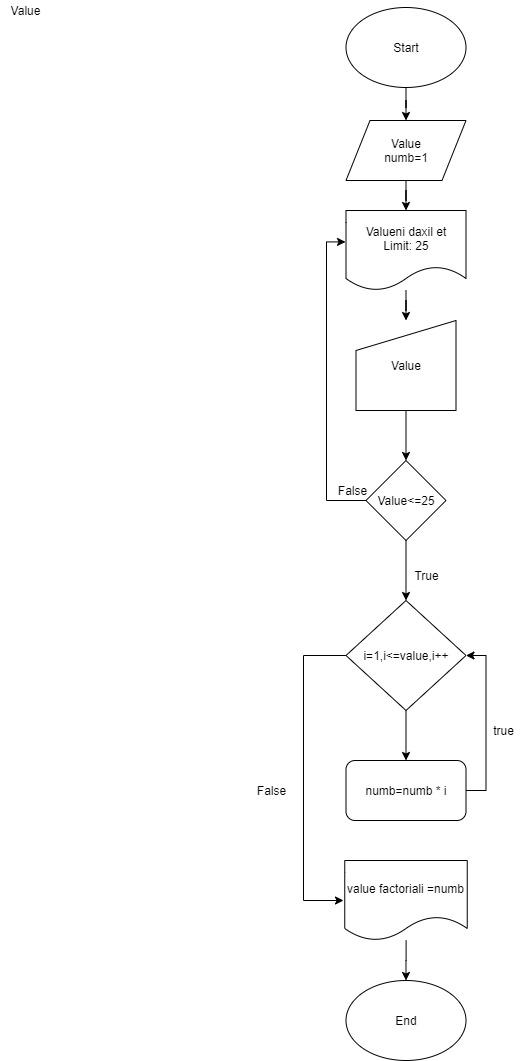 Value
Start
Value
numb=1
Valueni daxil et
Limit: 25
Value
False
Value<=25
True
i=1,i<=value,i++
true
numb=numb * i
False
value factoriali =numb
End